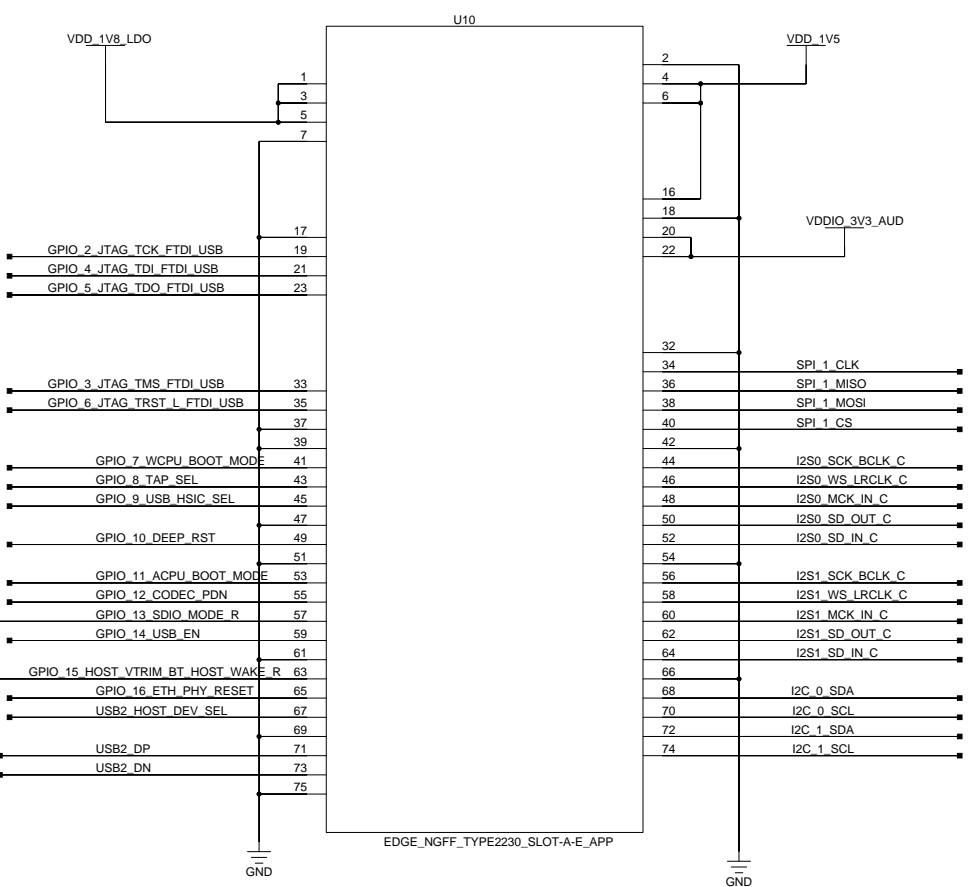 U10
VDD_1V8_LDO
VDD_1V5
2
1 4
3 6
5
7
16
18
VDDIO_3V3_AUD
17 20
GPIO_2_JTAG_TCK_FTDI_USB 19 22
GPIO_4_JTAG_TDI_FTDI_USB 21
GPIO_5_JTAG_TDO_FTDI_USB 23
32
34 SPI_1_CLK
GPIO_3_JTAG_TMS_FTDI_USB 33 36 SPI_1_MISO
GPIO_6_JTAG_TRST_L_FTDI_USB 35 38 SPI_1_MOSI
37 40 SPI_1_CS
39 42
GPIO_7_WCPU_BOOT_MODE 41 44 I2S0_SCK_BCLK_C
GPIO_8_TAP_SEL 43 46 I2S0_WS_LRCLK_C
GPIO_9_USB_HSIC_SEL 45 48 I2S0_MCK_IN_C
47 50 I2S0_SD_OUT_C
GPIO_10_DEEP_RST 49 52 I2S0_SD_IN_C
51 54
GPIO_11_ACPU_BOOT_MODE 53 56 I2S1_SCK_BCLK_C
GPIO_12_CODEC_PDN 55 58 I2S1_WS_LRCLK_C
GPIO_13_SDIO_MODE_R 57 60 I2S1_MCK_IN_C
GPIO_14_USB_EN 59 62 I2S1_SD_OUT_C
61 64 I2S1_SD_IN_C
GPIO_15_HOST_VTRIM_BT_HOST_WAKE_R 63 66
GPIO_16_ETH_PHY_RESET 65 68 I2C_0_SDA
USB2_HOST_DEV_SEL 67 70 I2C_0_SCL
69 72 I2C_1_SDA
USB2_DP 71 74 I2C_1_SCL
USB2_DN 73
75
EDGE_NGFF_TYPE2230_SLOT-A-E_APP
GND
GND